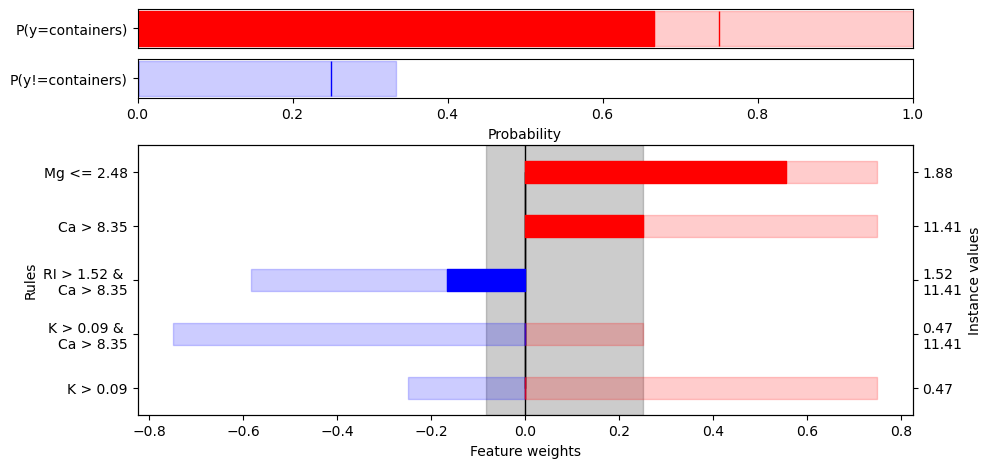 P(y=containers)
P(y!=containers)
0.0 0.2 0.4 0.6 0.8 1.0
Probability
Mg <= 2.48 1.88
Ca > 8.35 11.41
RI > 1.52 & 1.52
Ca > 8.35 11.41
K > 0.09 & 0.47
Ca > 8.35 11.41
K > 0.09 0.47
Rules
Instance values
−0.8 −0.6 −0.4 −0.2 0.0 0.2 0.4 0.6 0.8
Feature weights